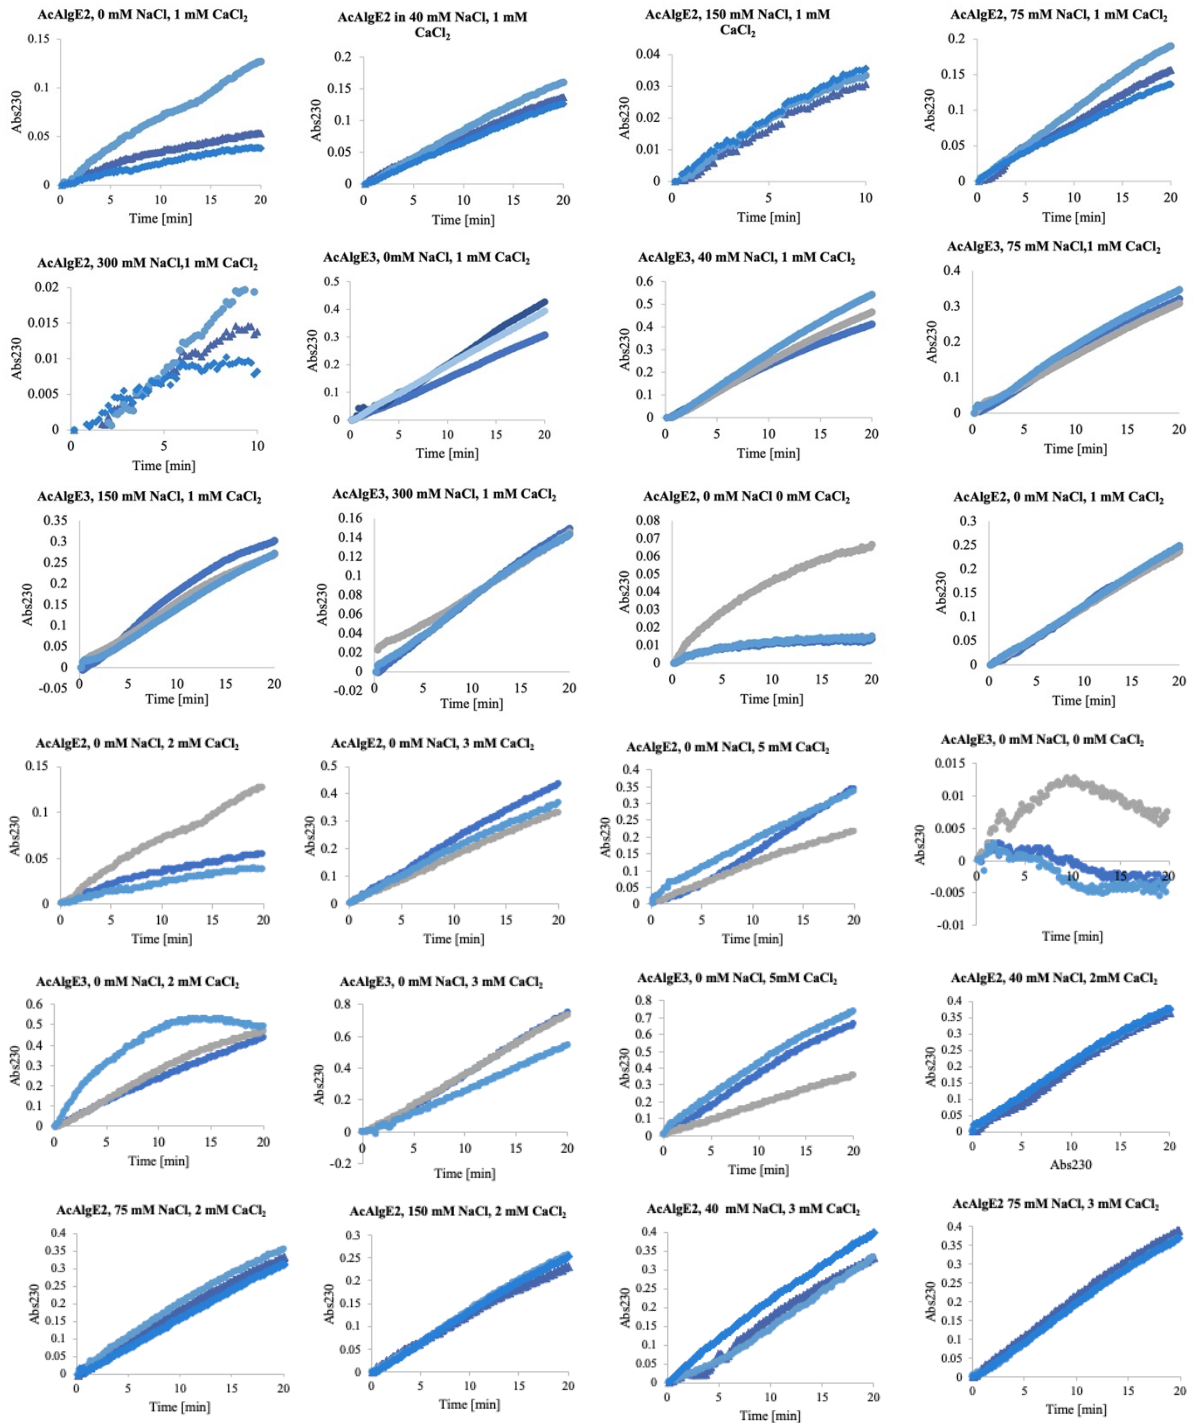 AcAlgE2, 0 mM NaCl, 1 mM CaCl₂
0.15
0.1
0.05
0
Abs230
0 5 10 15 20
Time [min]
AcAlgE2 in 40 mM NaCl, 1 mM
CaCl₂
0.2
0.15
0.1
0.05
0
Abs230
0 5 10 15 20
Time [min]
AcAlgE2, 150 mM NaCl, 1 mM
CaCl₂
0.04
0.03
0.02
0.01
0
Abs230
0 5 10
Time [min]
AcAlgE2, 75 mM NaCl, 1 mM CaCl₂
0.2
0.15
0.1
0.05
0
Abs230
0 5 10 15 20
Time [min]
AcAlgE2, 300 mM NaCl,1 mM CaCl₂
0.02
0.015
0.01
0.005
0
Abs230
0 5 10
Time [min]
AcAlgE3, 0mM NaCl, 1 mM CaCl₂
0.5
0.4
0.3
0.2
0.1
0
Abs230
0 5 10 15 20
Time [min]
AcAlgE3, 40 mM NaCl, 1 mM CaCl₂
0.6
0.5
0.4
0.3
0.2
0.1
0
Abs230
0 5 10 15 20
Time [min]
AcAlgE3, 75 mM NaCl,1 mM CaCl₂
0.4
0.3
0.2
0.1
0
Abs230
0 5 10 15 20
Time [min]
AcAlgE3, 150 mM NaCl, 1 mM CaCl₂
0.35
0.3
0.25
0.2
0.15
0.1
0.05
0
-0.05
Abs230
0 5 10 15 20
Time [min]
AcAlgE3, 300 mM NaCl, 1 mM CaCl₂
0.16
0.14
0.12
0.1
0.08
0.06
0.04
0.02
0
-0.02
Abs230
0 5 10 15 20
Time [min]
AcAlgE2, 0 mM NaCl 0 mM CaCl₂
0.08
0.07
0.06
0.05
0.04
0.03
0.02
0.01
0
Abs230
0 5 10 15 20
Time [min]
AcAlgE2, 0 mM NaCl, 1 mM CaCl₂
0.3
0.25
0.2
0.15
0.1
0.05
0
Abs230
0 5 10 15 20
Time [min]
AcAlgE2, 0 mM NaCl, 2 mM CaCl₂
0.15
0.1
0.05
0
Abs230
0 5 10 15 20
Time [min]
AcAlgE2, 0 mM NaCl, 3 mM CaCl₂
0.5
0.4
0.3
0.2
0.1
0
Abs230
0 5 10 15 20
Time [min]
AcAlgE2, 0 mM NaCl, 5 mM CaCl₂
0.4
0.35
0.3
0.25
0.2
0.15
0.1
0.05
0
Abs230
0 5 10 15 20
Time [min]
AcAlgE3, 0 mM NaCl, 0 mM CaCl₂
0.015
0.01
0.005
0
-0.005
-0.01
Abs230
0 5 10 15 20
Time [min]
AcAlgE3, 0 mM NaCl, 2 mM CaCl₂
0.6
0.5
0.4
0.3
0.2
0.1
0
Abs230
0 5 10 15 20
Time [min]
AcAlgE3, 0 mM NaCl, 3 mM CaCl₂
0.8
0.6
0.4
0.2
0
-0.2
Abs230
0 5 10 15 20
Time [min]
AcAlgE3, 0 mM NaCl, 5mM CaCl₂
0.8
0.7
0.6
0.5
0.4
0.3
0.2
0.1
0
Abs230
0 5 10 15 20
Time [min]
AcAlgE2, 40 mM NaCl, 2mM CaCl₂
0.4
0.35
0.3
0.25
0.2
0.15
0.1
0.05
0
Abs230
0 5 10 15 20
Abs230
AcAlgE2, 75 mM NaCl, 2 mM CaCl₂
0.4
0.35
0.3
0.25
0.2
0.15
0.1
0.05
0
Abs230
0 5 10 15 20
Time [min]
AcAlgE2, 150 mM NaCl, 2 mM CaCl₂
0.3
0.25
0.2
0.15
0.1
0.05
0
Abs230
0 5 10 15 20
Time [min]
AcAlgE2, 40 mM NaCl, 3 mM CaCl₂
0.4
0.35
0.3
0.25
0.2
0.15
0.1
0.05
0
Abs230
0 5 10 15 20
Time [min]
AcAlgE2 75 mM NaCl, 3 mM CaCl₂
0.4
0.35
0.3
0.25
0.2
0.15
0.1
0.05
0
Abs230
0 5 10 15 20
Time [min]